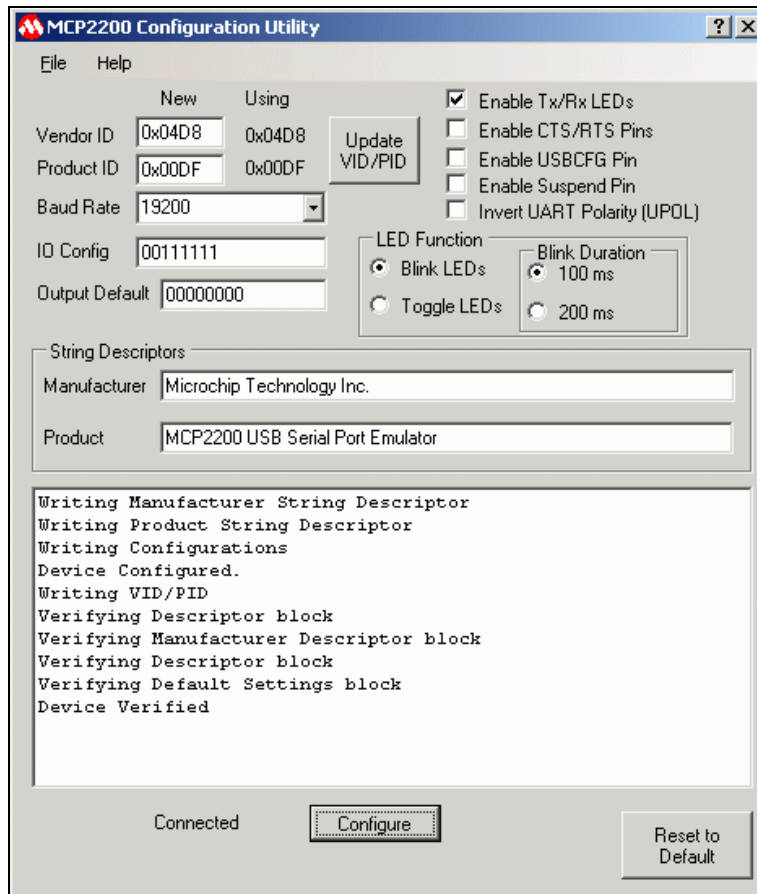 MCP2200 Configuration Utility
File Help
New Using
Vendor ID 0x04D8 0x04D8
Product ID 0x00DF 0x00DF
Update
VID/PID
Baud Rate 19200
IO Config 00111111
Output Default 00000000
Enable Tx/Rx LEDs
Enable CTS/RTS Pins
Enable USBCFG Pin
Enable Suspend Pin
Invert UART Polarity (UPOL)
LED Function
Blink LEDs
Toggle LEDs
Blink Duration
100 ms
200 ms
String Descriptors
Manufacturer Microchip Technology Inc.
Product MCP2200 USB Serial Port Emulator
Writing Manufacturer String Descriptor
Writing Product String Descriptor
Writing Configurations
Device Configured.
Writing VID/PID
Verifying Descriptor block
Verifying Manufacturer Descriptor block
Verifying Descriptor block
Verifying Default Settings block
Device Verified
Connected
Configure
Reset to
Default